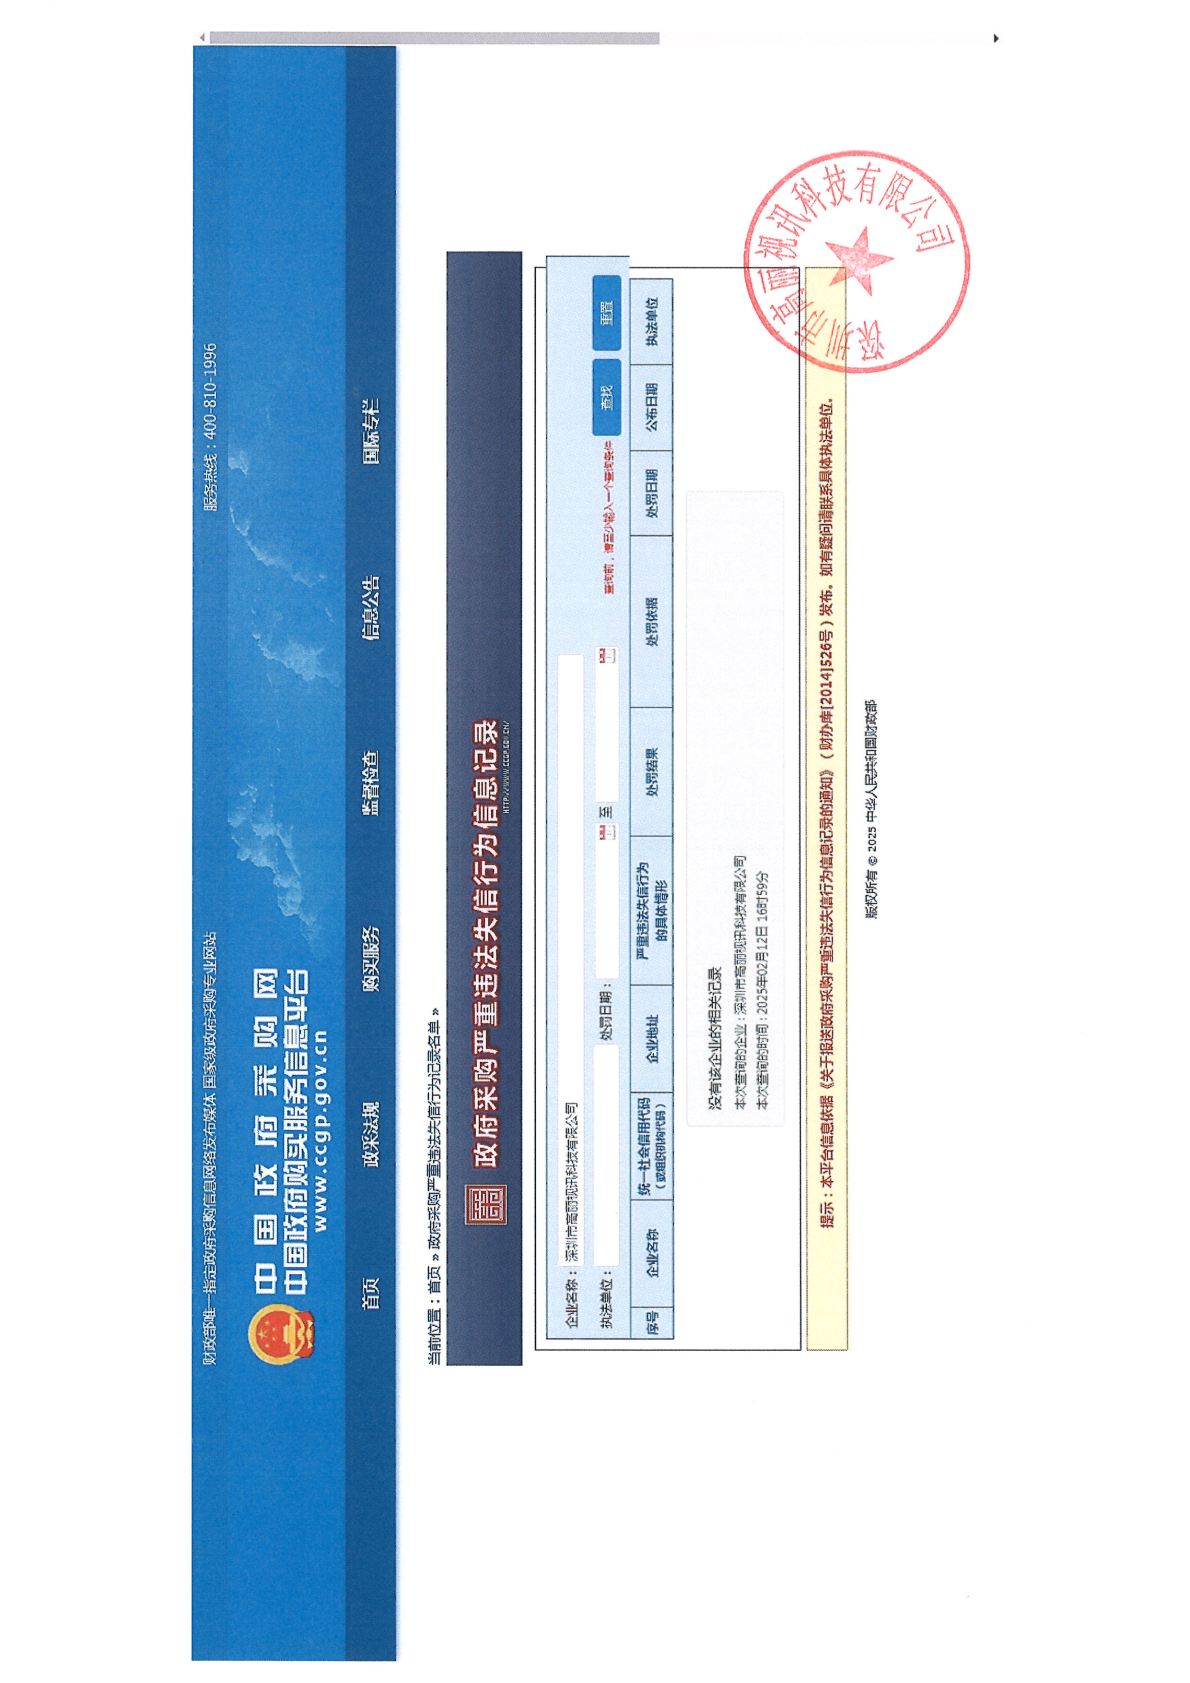 财政部唯一指定政府采购信息网络发布媒体 国家级政府采购专业网站
服务热线：400-810-1996
中国政府采购网
中国政府购买服务信息平台
www.ccgp.gov.cn
首页 政采法规 购买服务 监督检查 信息公告 国际专栏
当前位置：首页 » 政府采购严重违法失信行为记录名单 »
政府采购严重违法失信行为信息记录
HTTP://WWW.CCGP.GOV.CN/
企业名称：深圳市高丽视讯科技有限公司
执法单位： 处罚日期： 至 查询前，请至少输入一个查询条件 查找 重置
序号 企业名称 统一社会信用代码（或组织机构代码） 企业地址 严重违法失信行为的具体情形 处罚结果 处罚依据 处罚日期 公布日期 执法单位
没有该企业的相关记录
本次查询的企业：深圳市高丽视讯科技有限公司
本次查询的时间：2025年02月12日 16时59分
提示：本平台信息依据《关于报送政府采购严重违法失信行为信息记录的通知》（财办库[2014]526号）发布。如有疑问请联系具体执法单位。
版权所有 © 2025 中华人民共和国财政部
深圳市高丽视讯科技有限公司